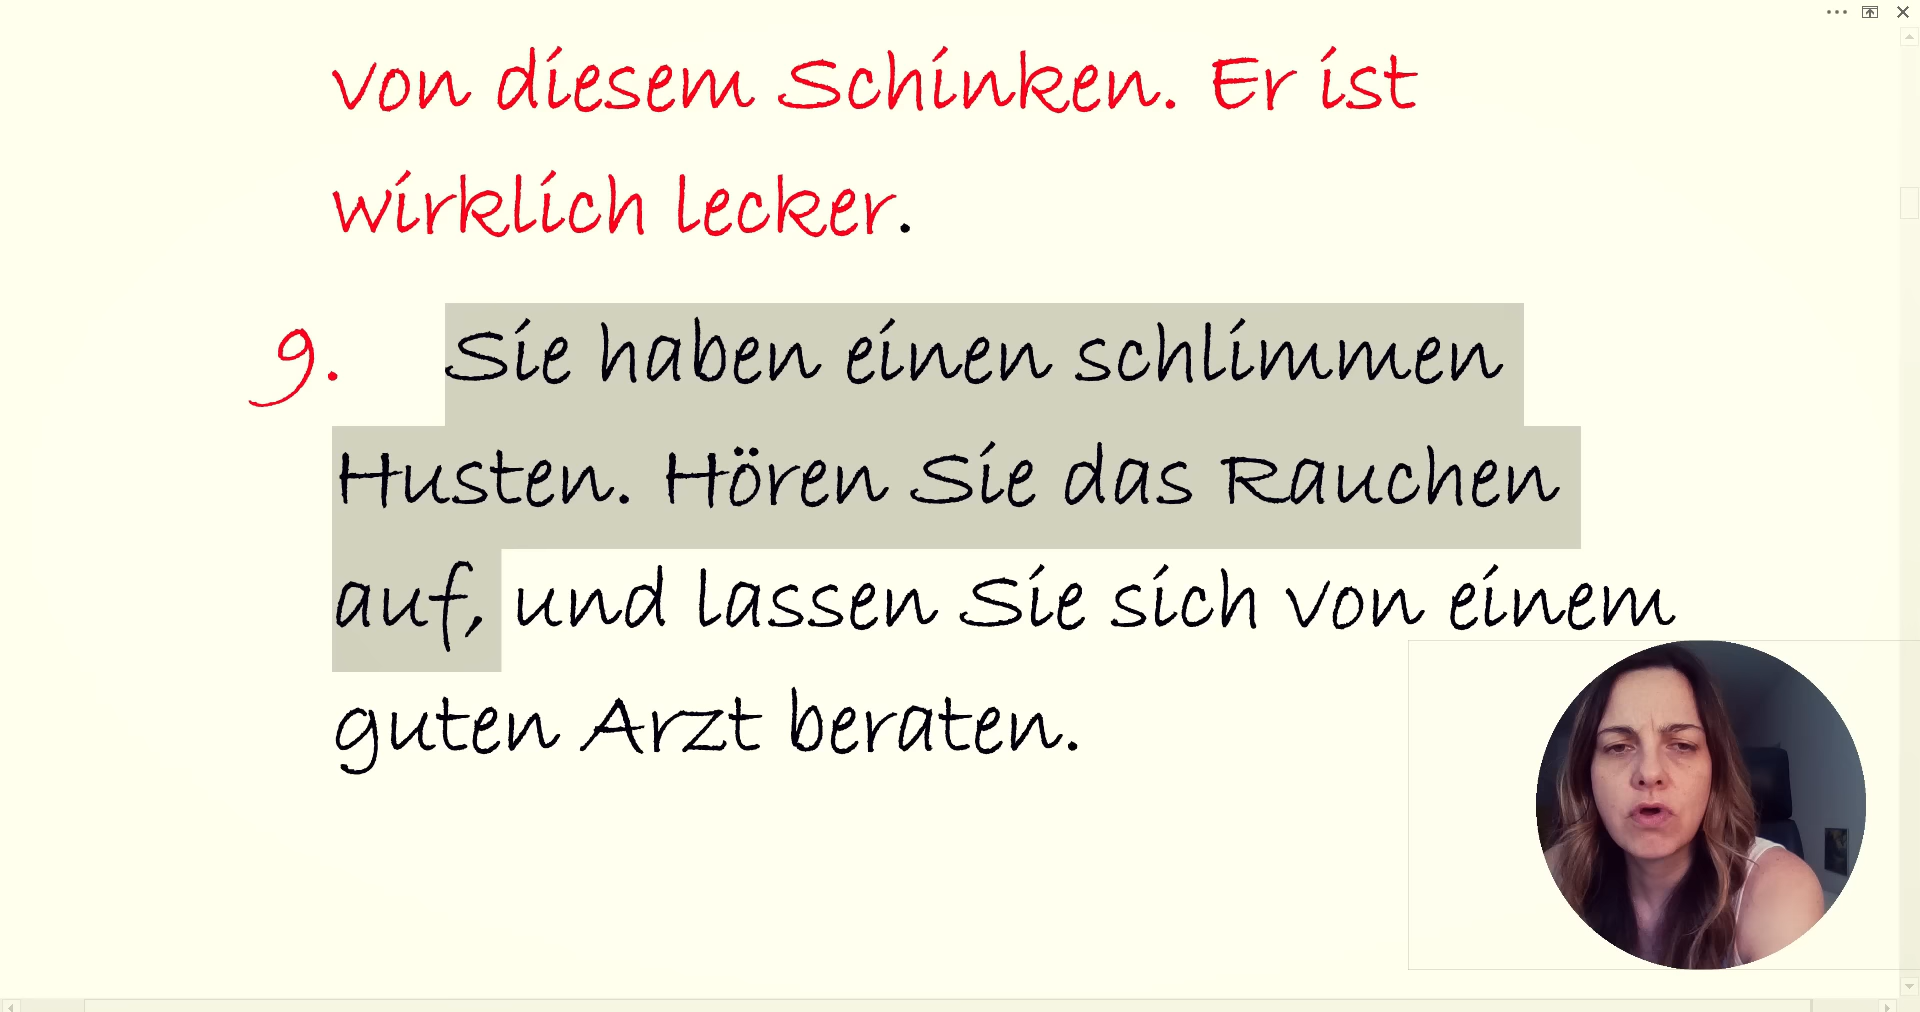 von diesem Schinken. Er ist
wirklich lecker.
9. Sie haben einen schlimmen
Husten. Hören Sie das Rauchen
auf, und lassen Sie sich von einem
guten Arzt beraten.